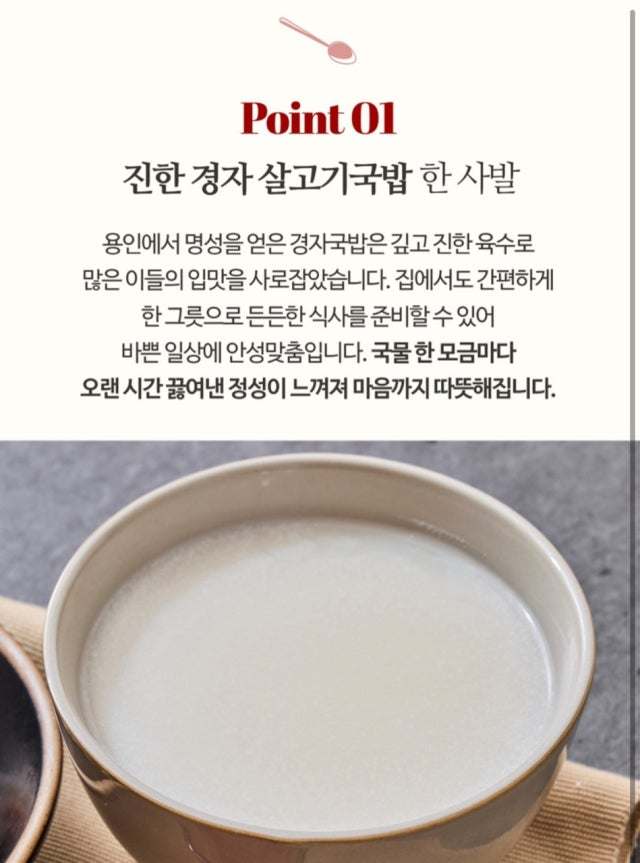 Point 01
진한 경자 살고기국밥 한 사발
용인에서 명성을 얻은 경자국밥은 깊고 진한 육수로
많은 이들의 입맛을 사로잡았습니다. 집에서도 간편하게
한 그릇으로 든든한 식사를 준비할 수 있어
바쁜 일상에 안성맞춤입니다. 국물 한 모금마다
오랜 시간 끓여낸 정성이 느껴져 마음까지 따뜻해집니다.